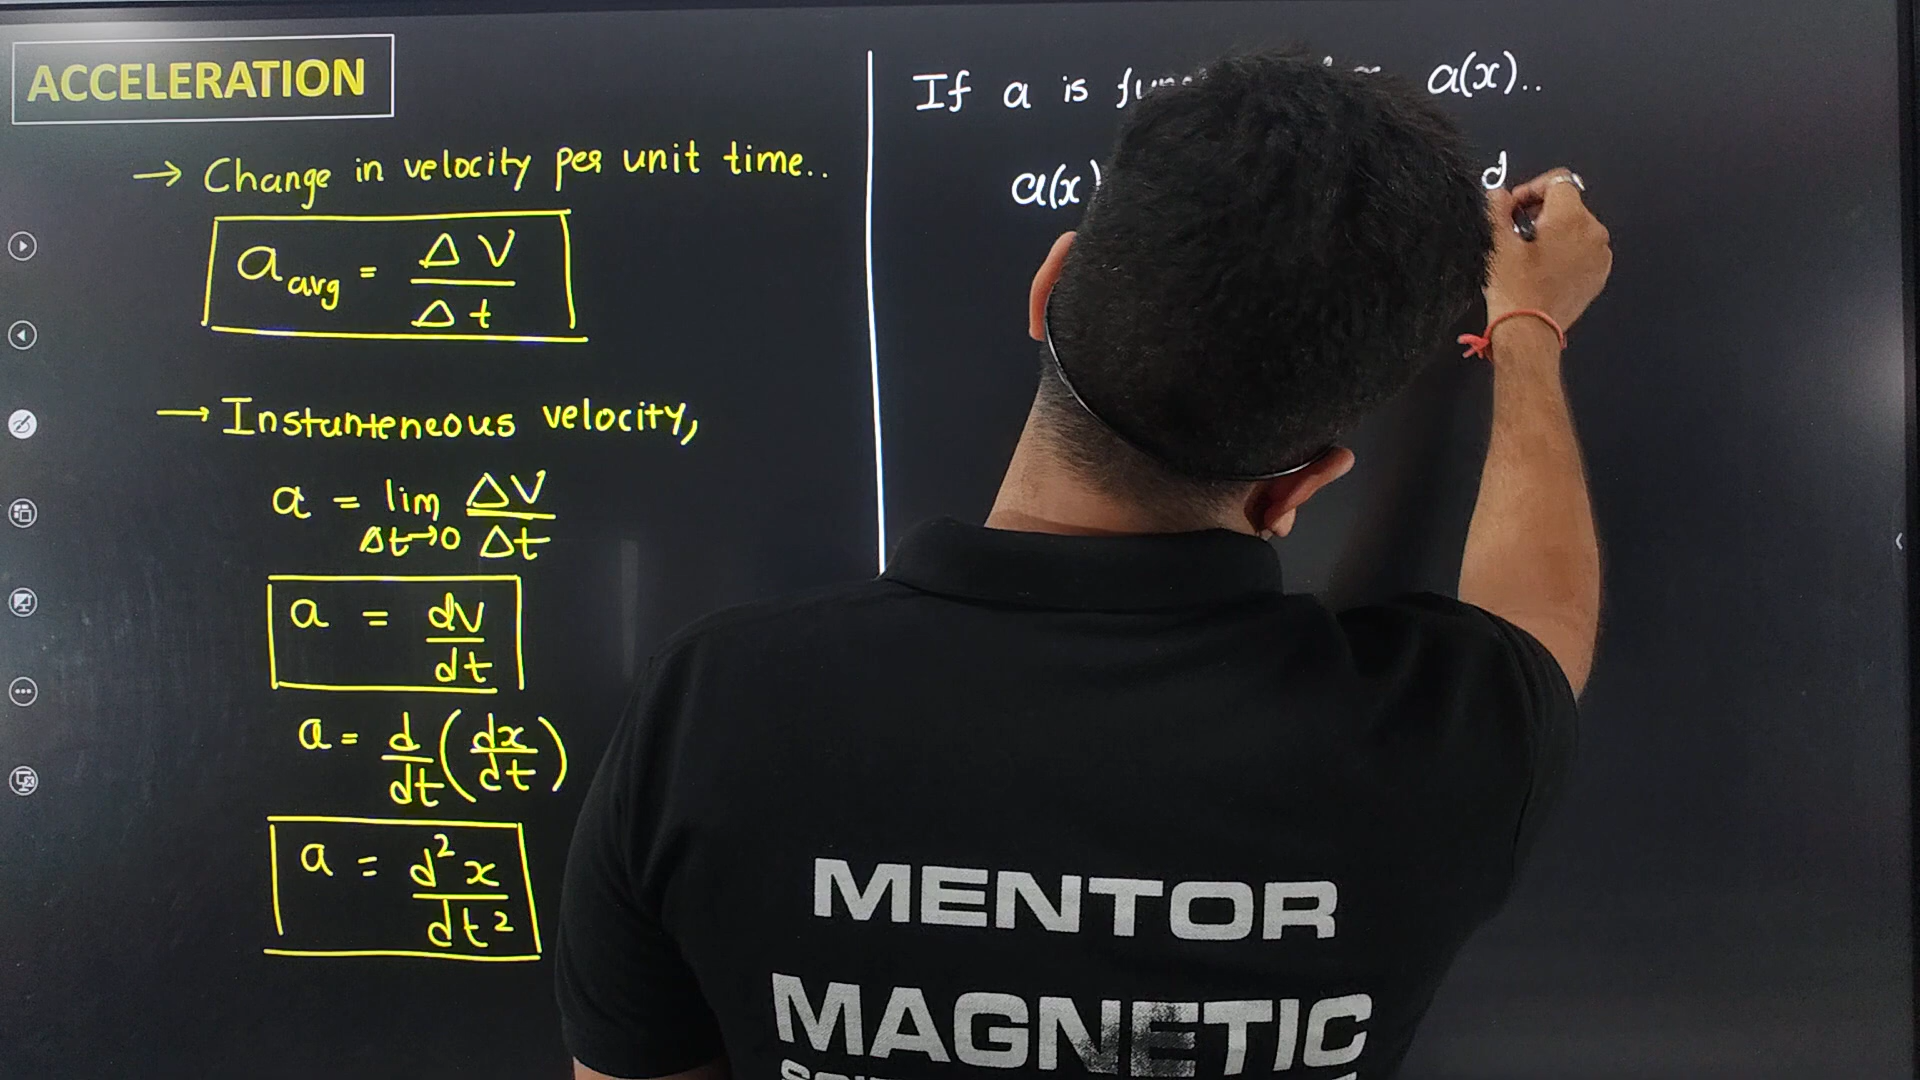 ACCELERATION
→ Change in velocity per unit time..
a avg = ΔV / Δt
→ Instanteneous velocity,
a = lim Δt→0 ΔV / Δt
a = dv / dt
a = d/dt (dx/dt)
a = d²x / dt²
If a is a(x)..
a(x) d
MENTOR
MAGNETIC